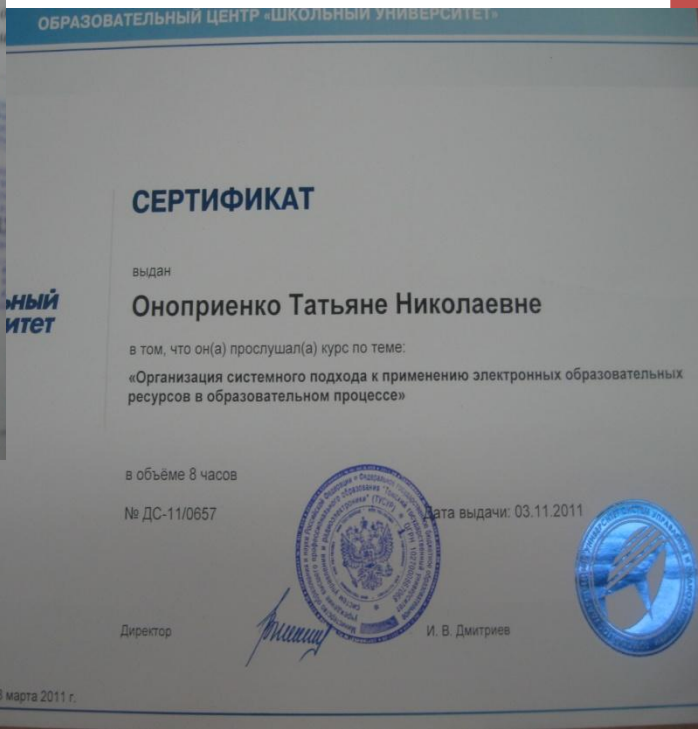 ОБРАЗОВАТЕЛЬНЫЙ ЦЕНТР «ШКОЛЬНЫЙ УНИВЕРСИТЕТ»
СЕРТИФИКАТ
выдан
ьный
итет
Оноприенко Татьяне Николаевне
в том, что он(а) прослушал(а) курс по теме:
«Организация системного подхода к применению электронных образовательных
ресурсов в образовательном процессе»
в объёме 8 часов
№ ДС-11/0657
Дата выдачи: 03.11.2011
Директор
И. В. Дмитриев
марта 2011 г.